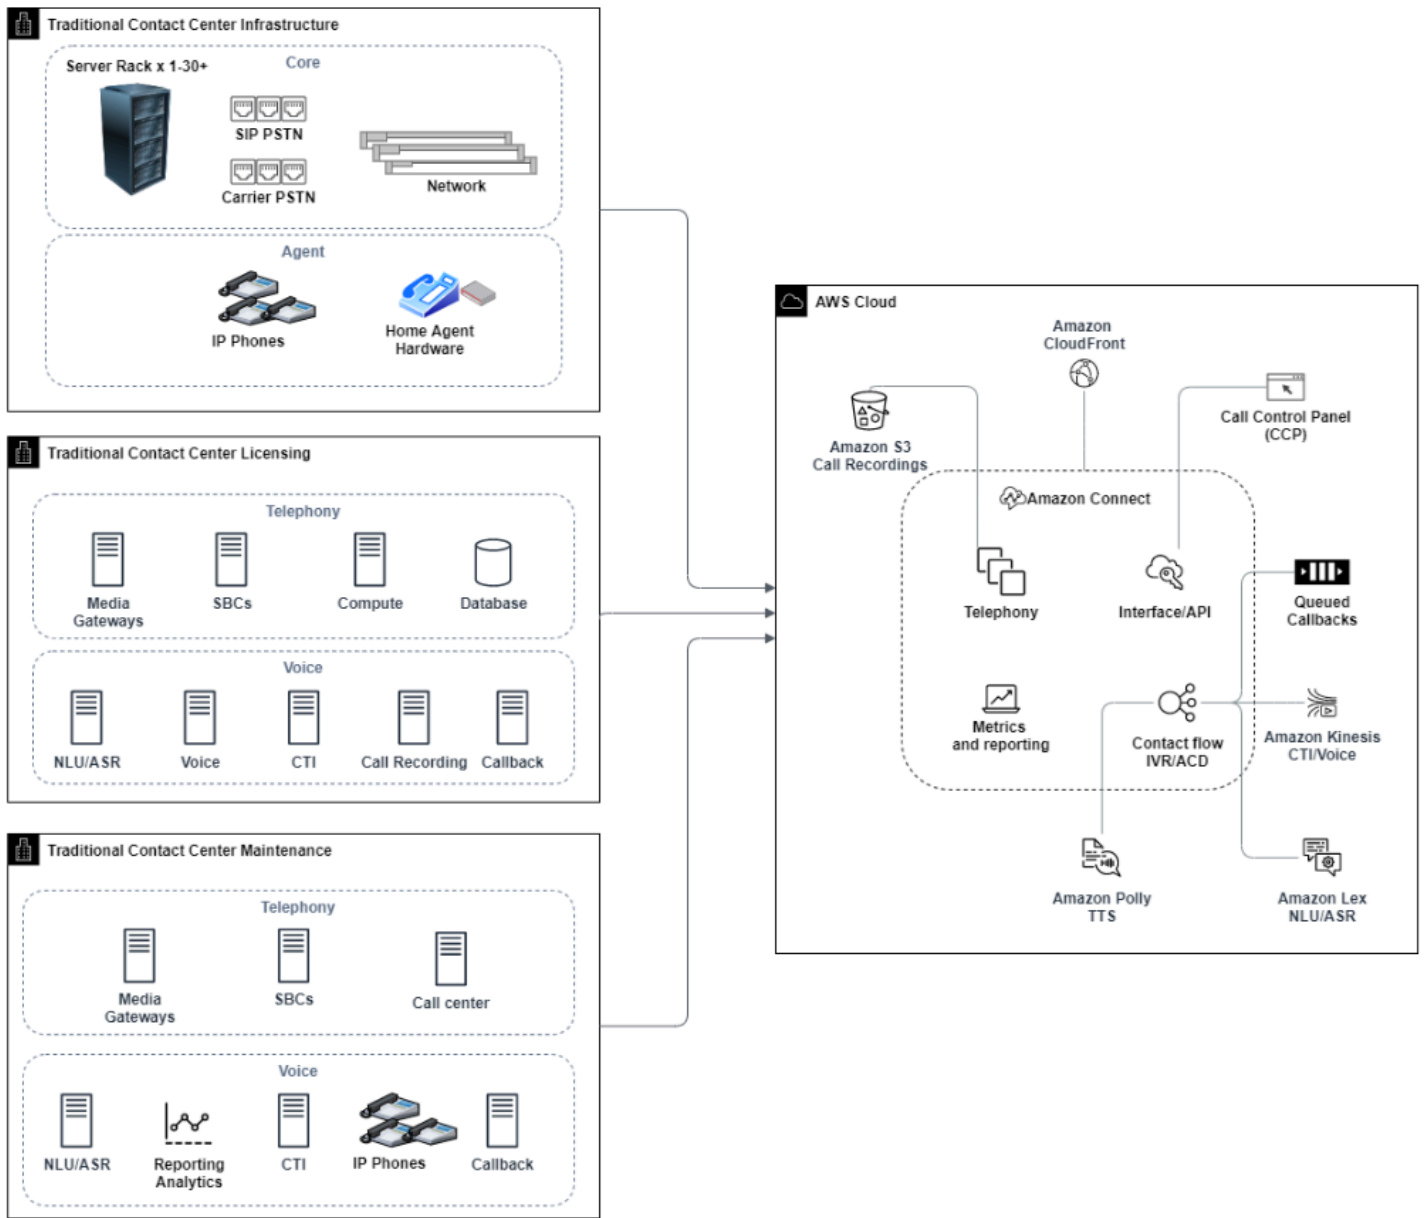 Traditional Contact Center Infrastructure
Core
Server Rack x 1-30+
SIP PSTN
Carrier PSTN
Network
Agent
IP Phones
Home Agent
Hardware
Traditional Contact Center Licensing
Telephony
Media
Gateways
SBCs
Compute
Database
Voice
NLU/ASR
Voice
CTI
Call Recording
Callback
Traditional Contact Center Maintenance
Telephony
Media
Gateways
SBCs
Call center
Voice
NLU/ASR
Reporting
Analytics
CTI
IP Phones
Callback
AWS Cloud
Amazon
CloudFront
Amazon S3
Call Recordings
Call Control Panel
(CCP)
Amazon Connect
Telephony
Interface/API
Queued
Callbacks
Metrics
and reporting
Contact flow
IVR/ACD
Amazon Kinesis
CTI/Voice
Amazon Polly
TTS
Amazon Lex
NLU/ASR